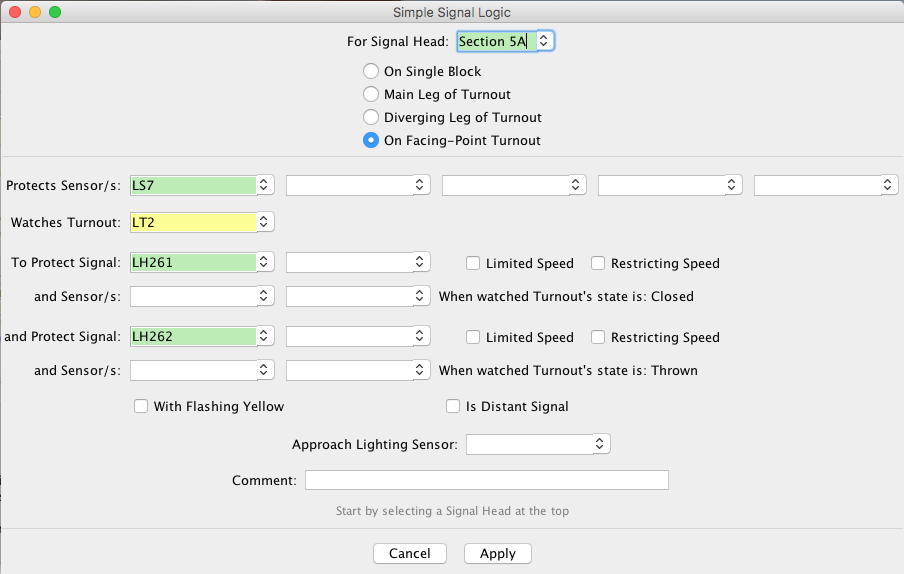 Simple Signal Logic
For Signal Head: Section 5A
On Single Block
Main Leg of Turnout
Diverging Leg of Turnout
On Facing-Point Turnout
Protects Sensor/s: LS7
Watches Turnout: LT2
To Protect Signal: LH261 Limited Speed Restricting Speed
and Sensor/s: When watched Turnout's state is: Closed
and Protect Signal: LH262 Limited Speed Restricting Speed
and Sensor/s: When watched Turnout's state is: Thrown
With Flashing Yellow Is Distant Signal
Approach Lighting Sensor:
Comment:
Start by selecting a Signal Head at the top
Cancel Apply